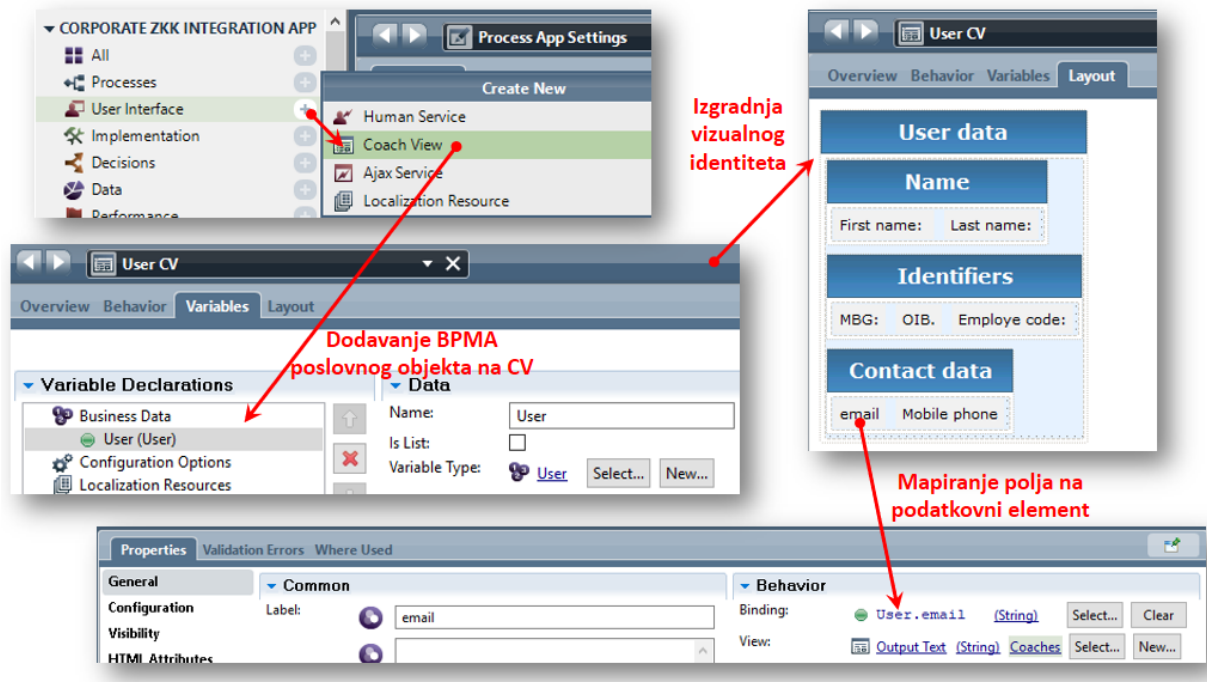 CORPORATE ZKK INTEGRATION APP
All
Processes
User Interface
Implementation
Decisions
Data
Performance
Process App Settings
Create New
Human Service
Coach View
Ajax Service
Localization Resource
Izgradnja
vizualnog
identiteta
User CV
Overview Behavior Variables Layout
User data
Name
First name: Last name:
Identifiers
MBG: OIB. Employe code:
Contact data
email Mobile phone
User CV
Overview Behavior Variables Layout
Dodavanje BPMA
poslovnog objekta na CV
Variable Declarations
Business Data
User (User)
Configuration Options
Localization Resources
Data
Name: User
Is List:
Variable Type: User Select... New...
Mapiranje polja na
podatkovni element
Properties Validation Errors Where Used
General
Configuration
Visibility
HTML Attributes
Common
Label: email
Behavior
Binding: User.email (String) Select... Clear
View: Output Text (String) Coaches Select... New...